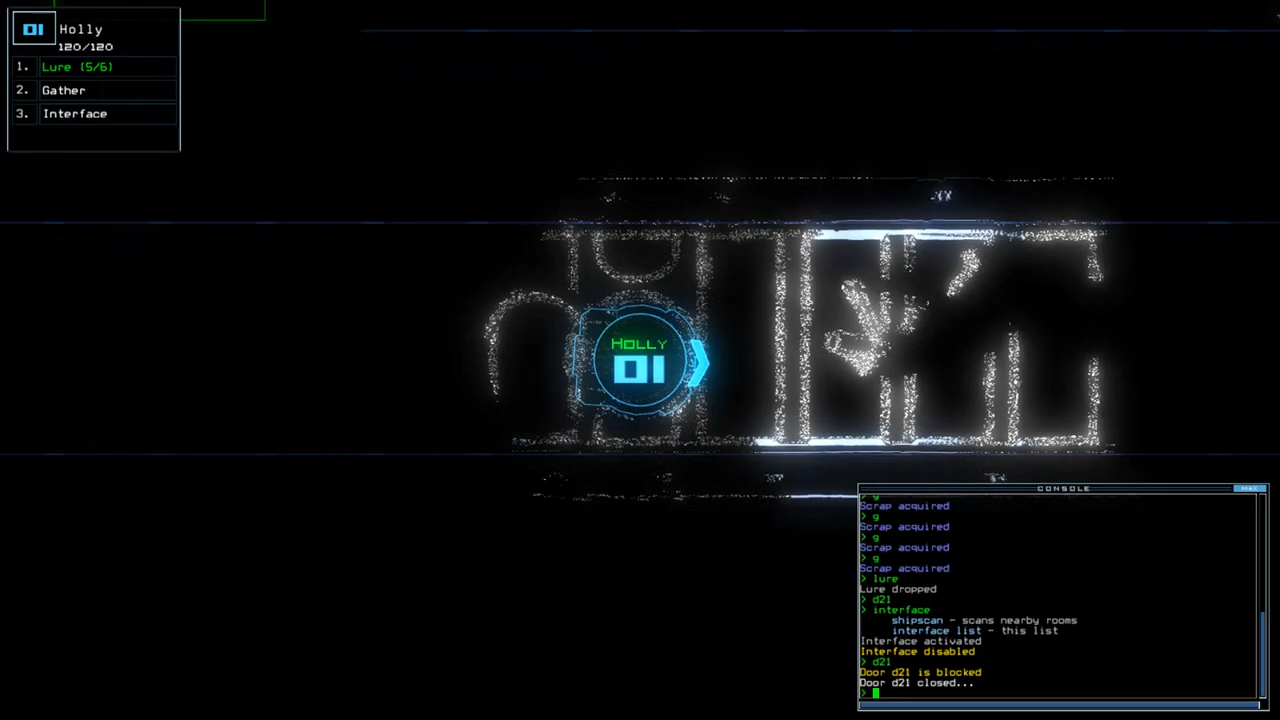 01 Holly
120/120
1. Lure (5/6)
2. Gather
3. Interface
HOLLY
01
CONSOLE MAX
> g
Scrap acquired
> g
Scrap acquired
> g
Scrap acquired
> g
Scrap acquired
> lure
Lure dropped
> d21
> interface
shipscan - scans nearby rooms
interface list - this list
Interface activated
Interface disabled
> d21
Door d21 is blocked
Door d21 closed...
>